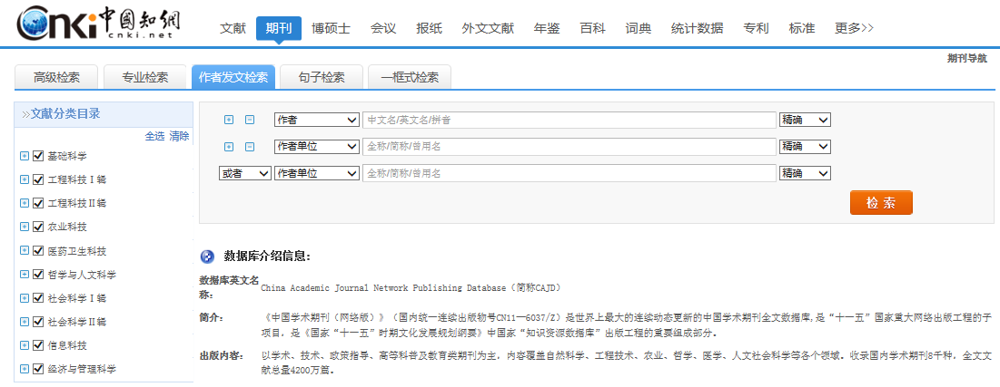 Cnki中國知網
cnki.net
文献 期刊 博硕士 会议 报纸 外文文献 年鉴 百科 词典 统计数据 专利 标准 更多>>
期刊导航
高级检索 专业检索 作者发文检索 句子检索 一框式检索
»文献分类目录
全选 清除
基础科学
工程科技Ⅰ辑
工程科技Ⅱ辑
农业科技
医药卫生科技
哲学与人文科学
社会科学Ⅰ辑
社会科学Ⅱ辑
信息科技
经济与管理科学
作者 中文名/英文名/拼音 精确
作者单位 全称/简称/曾用名 精确
或者 作者单位 全称/简称/曾用名 精确
检 索
数据库介绍信息:
数据库英文名
称:
China Academic Journal Network Publishing Database（简称CAJD）
简介:
《中国学术期刊（网络版）》（国内统一连续出版物号CN11—6037/Z）是世界上最大的连续动态更新的中国学术期刊全文数据库,是“十一五”国家重大网络出版工程的子
项目，是《国家“十一五”时期文化发展规划纲要》中国家“知识资源数据库”出版工程的重要组成部分。
出版内容:
以学术、技术、政策指导、高等科普及教育类期刊为主，内容覆盖自然科学、工程技术、农业、哲学、医学、人文社会科学等各个领域。收录国内学术期刊8千种，全文文
献总量4200万篇。